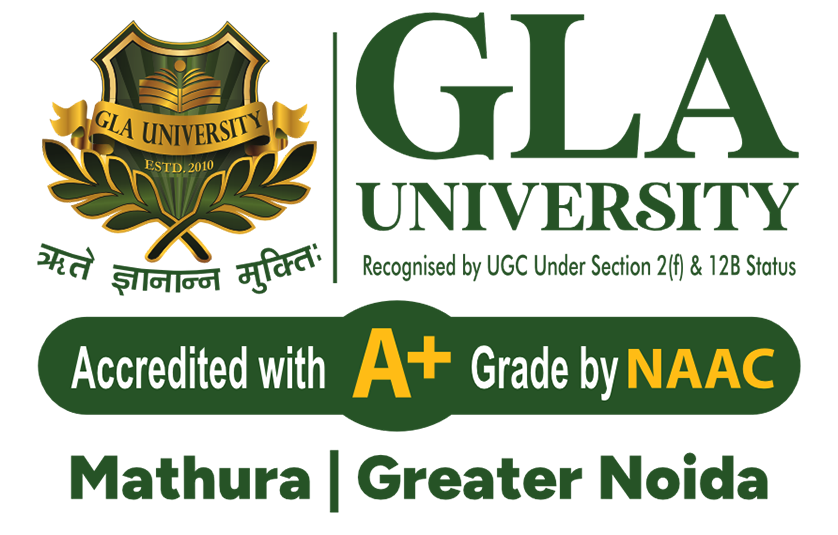 GLA UNIVERSITY
ESTD. 2010
ऋते ज्ञानान्न मुक्तिः
GLA
UNIVERSITY
Recognised by UGC Under Section 2(f) & 12B Status
Accredited with A+ Grade by NAAC
Mathura | Greater Noida